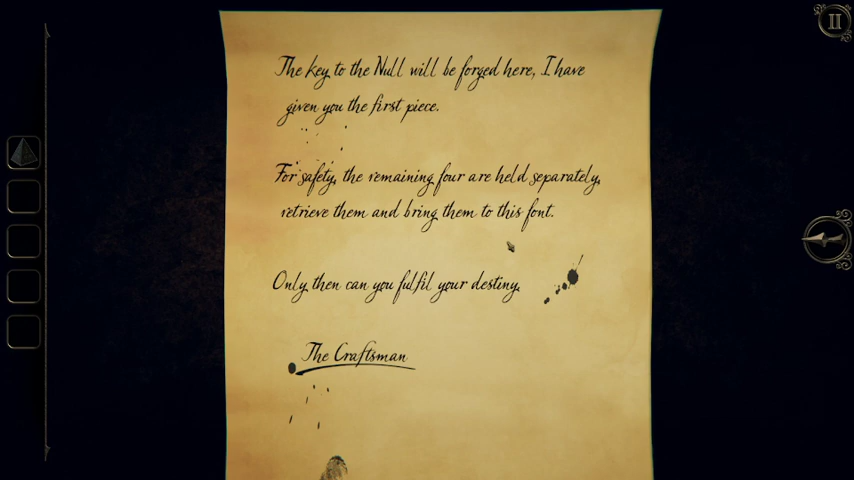 The key to the Null will be forged here, I have
given you the first piece.
For safety, the remaining four are held separately,
retrieve them and bring them to this font.
Only then can you fulfil your destiny.
The Craftsman